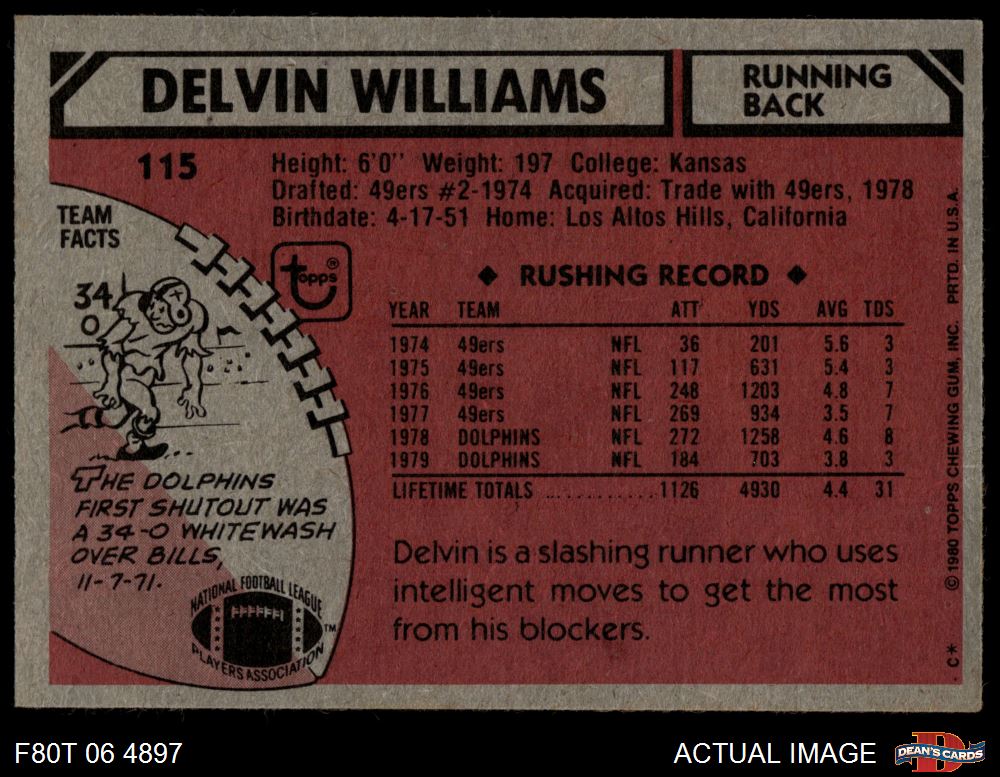 DELVIN WILLIAMS
RUNNING
BACK
115
Height: 6'0'' Weight: 197 College: Kansas
Drafted: 49ers #2-1974 Acquired: Trade with 49ers, 1978
Birthdate: 4-17-51 Home: Los Altos Hills, California
TEAM
FACTS
34
0
topps®
◆ RUSHING RECORD ◆
YEAR TEAM ATT YDS AVG TDS
1974 49ers NFL 36 201 5.6 3
1975 49ers NFL 117 631 5.4 3
1976 49ers NFL 248 1203 4.8 7
1977 49ers NFL 269 934 3.5 7
1978 DOLPHINS NFL 272 1258 4.6 8
1979 DOLPHINS NFL 184 703 3.8 3
LIFETIME TOTALS ............ 1126 4930 4.4 31
THE DOLPHINS
FIRST SHUTOUT WAS
A 34-0 WHITEWASH
OVER BILLS,
11-7-71.
NATIONAL FOOTBALL LEAGUE
PLAYERS ASSOCIATION
TM
Delvin is a slashing runner who uses
intelligent moves to get the most
from his blockers.
C* ©1980 TOPPS CHEWING GUM, INC. PRTD. IN U.S.A.
F80T 06 4897
ACTUAL IMAGE
D
DEAN'S CARDS